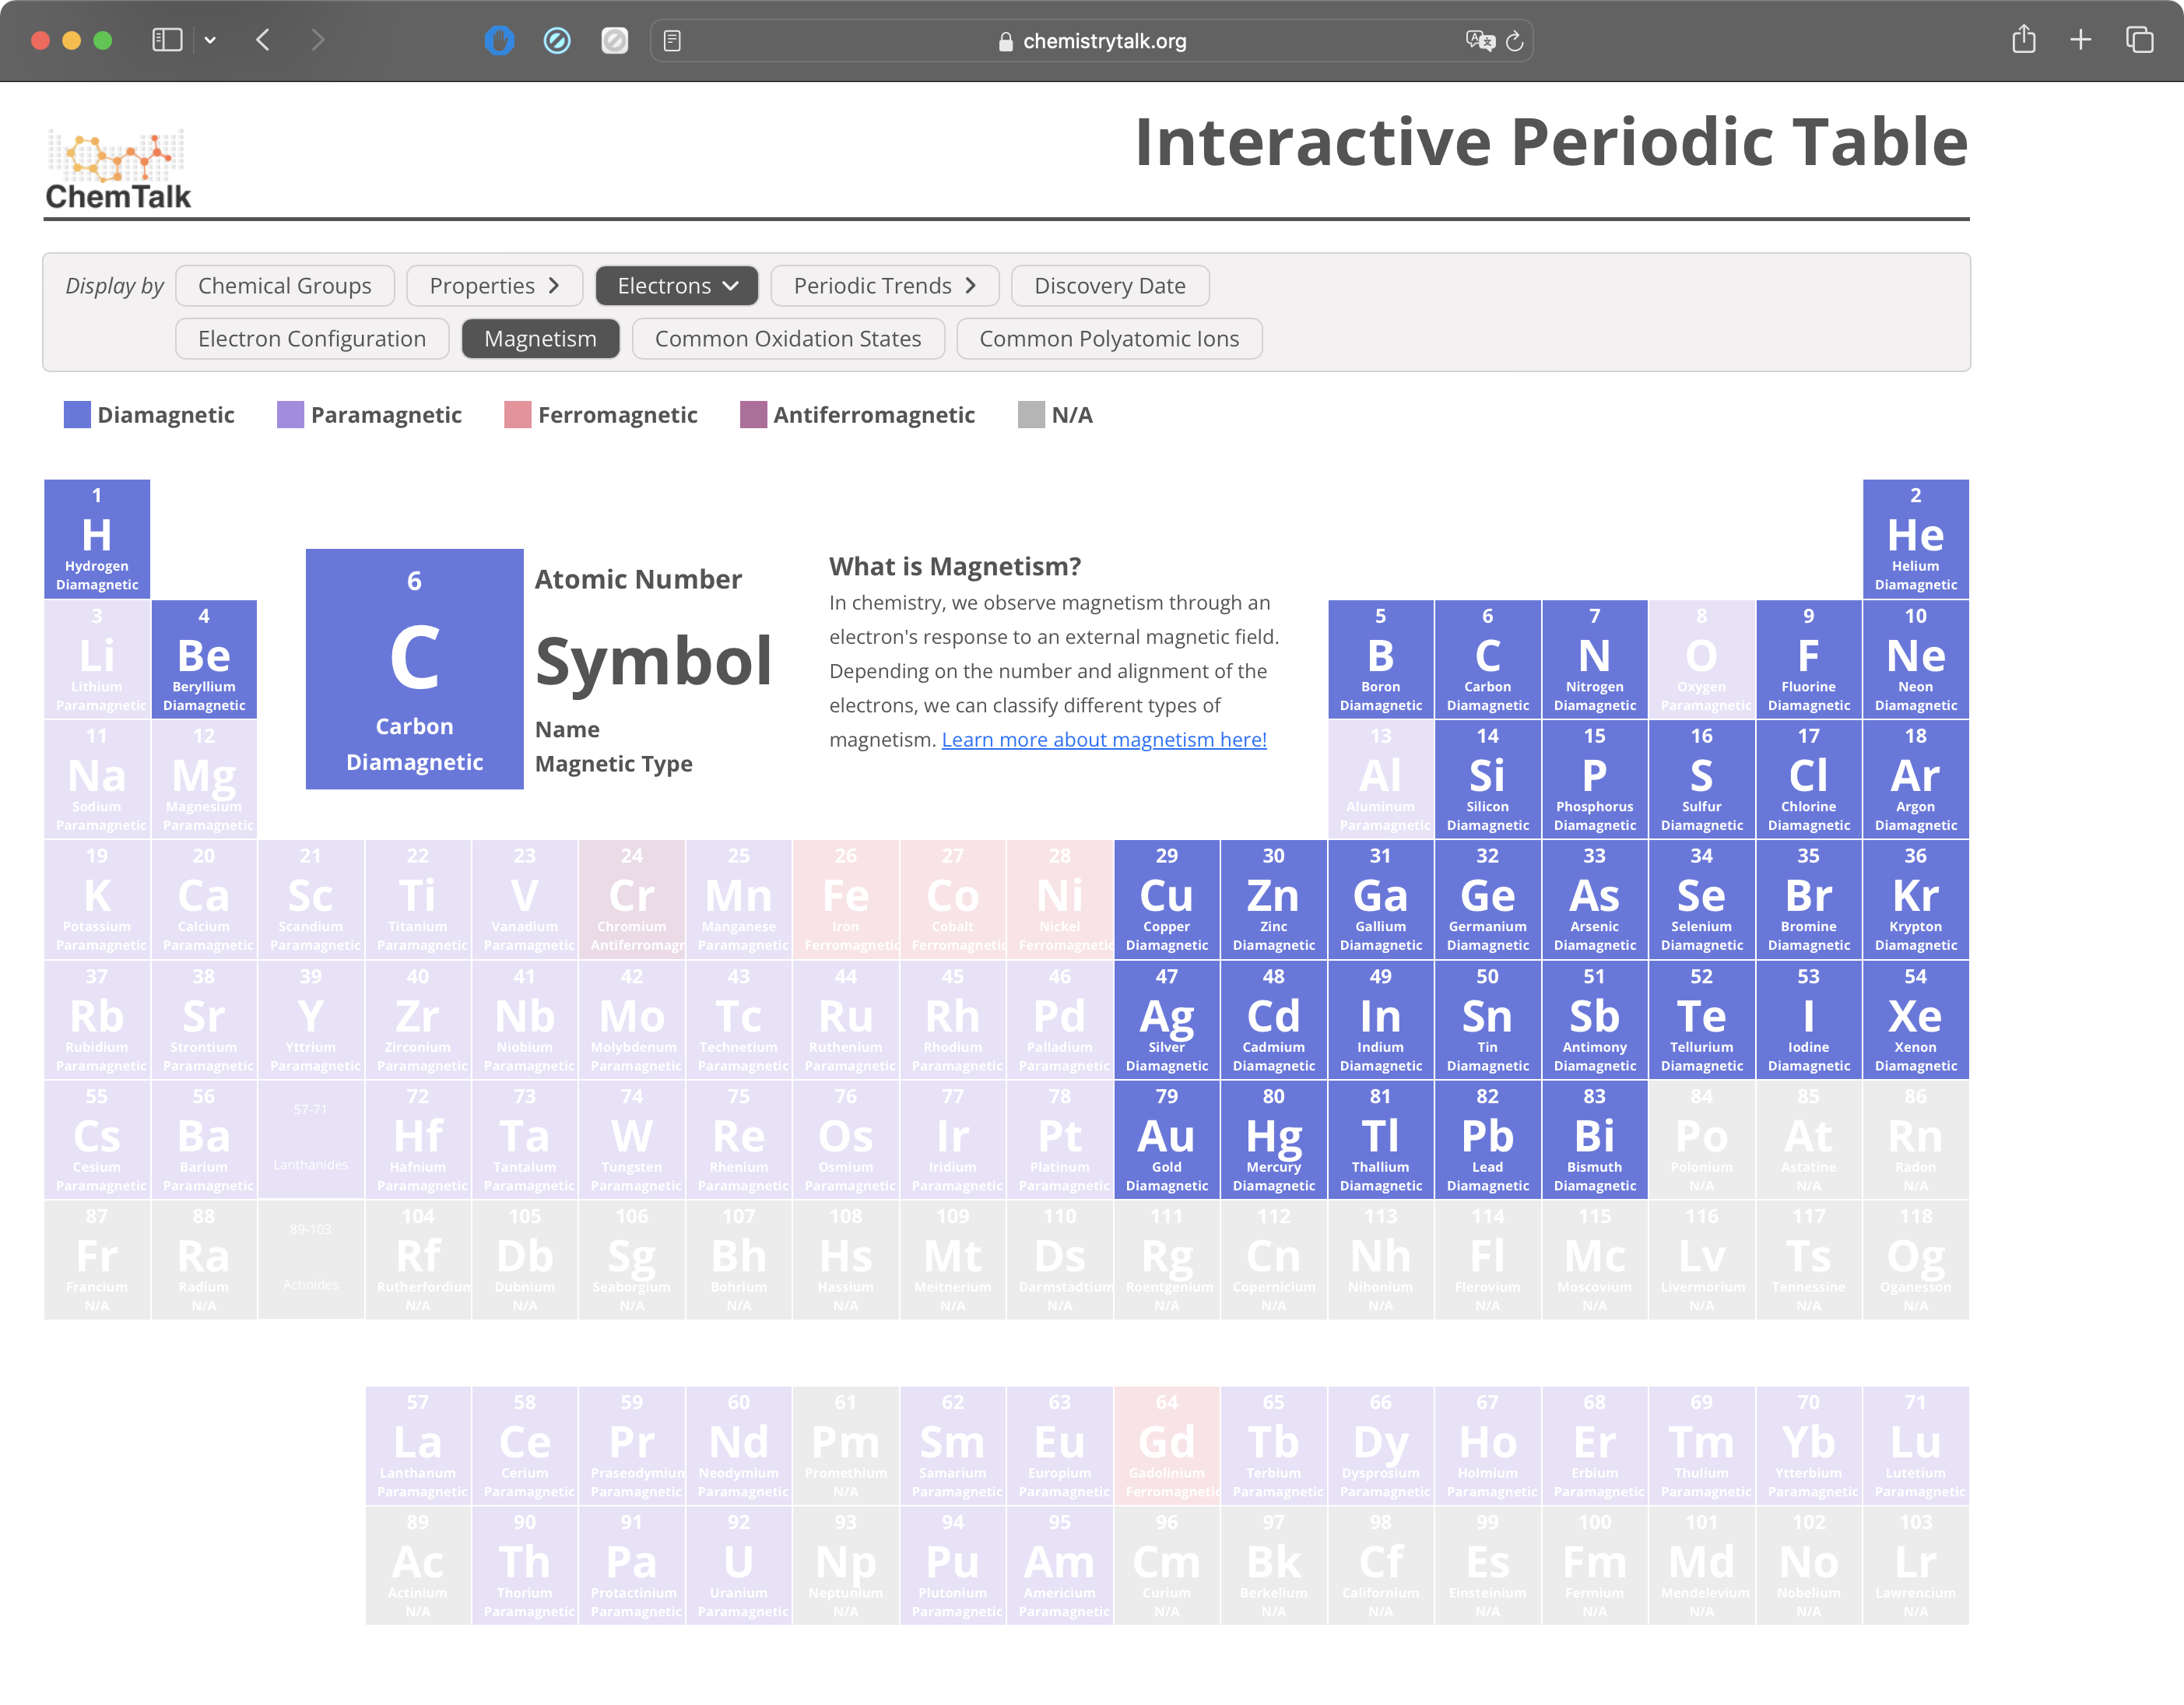 chemistrytalk.org
ChemTalk
Interactive Periodic Table
Display by Chemical Groups Properties Electrons Periodic Trends Discovery Date
Electron Configuration Magnetism Common Oxidation States Common Polyatomic Ions
Diamagnetic Paramagnetic Ferromagnetic Antiferromagnetic N/A
1 2
H He
Hydrogen Helium
Diamagnetic Diamagnetic
6
C
Carbon
Diamagnetic
Atomic Number
Symbol
Name
Magnetic Type
What is Magnetism?
In chemistry, we observe magnetism through an
electron's response to an external magnetic field.
Depending on the number and alignment of the
electrons, we can classify different types of
magnetism. Learn more about magnetism here!
3 4 5 6 7 8 9 10
Li Be B C N O F Ne
Lithium Beryllium Boron Carbon Nitrogen Oxygen Fluorine Neon
Paramagnetic Diamagnetic Diamagnetic Diamagnetic Diamagnetic Paramagnetic Diamagnetic Diamagnetic
11 12 13 14 15 16 17 18
Na Mg Al Si P S Cl Ar
Sodium Magnesium Aluminum Silicon Phosphorus Sulfur Chlorine Argon
Paramagnetic Paramagnetic Paramagnetic Diamagnetic Diamagnetic Diamagnetic Diamagnetic Diamagnetic
19 20 21 22 23 24 25 26 27 28 29 30 31 32 33 34 35 36
K Ca Sc Ti V Cr Mn Fe Co Ni Cu Zn Ga Ge As Se Br Kr
Potassium Calcium Scandium Titanium Vanadium Chromium Manganese Iron Cobalt Nickel Copper Zinc Gallium Germanium Arsenic Selenium Bromine Krypton
Paramagnetic Paramagnetic Paramagnetic Paramagnetic Paramagnetic Antiferromagr Paramagnetic Ferromagnetic Ferromagnetic Ferromagnetic Diamagnetic Diamagnetic Diamagnetic Diamagnetic Diamagnetic Diamagnetic Diamagnetic Diamagnetic
37 38 39 40 41 42 43 44 45 46 47 48 49 50 51 52 53 54
Rb Sr Y Zr Nb Mo Tc Ru Rh Pd Ag Cd In Sn Sb Te I Xe
Rubidium Strontium Yttrium Zirconium Niobium Molybdenum Technetium Ruthenium Rhodium Palladium Silver Cadmium Indium Tin Antimony Tellurium Iodine Xenon
Paramagnetic Paramagnetic Paramagnetic Paramagnetic Paramagnetic Paramagnetic Paramagnetic Paramagnetic Paramagnetic Paramagnetic Diamagnetic Diamagnetic Diamagnetic Diamagnetic Diamagnetic Diamagnetic Diamagnetic Diamagnetic
55 56 57-71 72 73 74 75 76 77 78 79 80 81 82 83 84 85 86
Cs Ba Hf Ta W Re Os Ir Pt Au Hg Tl Pb Bi Po At Rn
Cesium Barium Lanthanides Hafnium Tantalum Tungsten Rhenium Osmium Iridium Platinum Gold Mercury Thallium Lead Bismuth Polonium Astatine Radon
Paramagnetic Paramagnetic Paramagnetic Paramagnetic Paramagnetic Paramagnetic Paramagnetic Paramagnetic Paramagnetic Diamagnetic Diamagnetic Diamagnetic Diamagnetic Diamagnetic N/A N/A N/A
87 88 89-103 104 105 106 107 108 109 110 111 112 113 114 115 116 117 118
Fr Ra Rf Db Sg Bh Hs Mt Ds Rg Cn Nh Fl Mc Lv Ts Og
Francium Radium Actinides Rutherfordium Dubnium Seaborgium Bohrium Hassium Meitnerium Darmstadtium Roentgenium Copernicium Nihonium Flerovium Moscovium Livermorium Tennessine Oganesson
N/A N/A N/A N/A N/A N/A N/A N/A N/A N/A N/A N/A N/A N/A N/A N/A N/A
57 58 59 60 61 62 63 64 65 66 67 68 69 70 71
La Ce Pr Nd Pm Sm Eu Gd Tb Dy Ho Er Tm Yb Lu
Lanthanum Cerium Praseodymium Neodymium Promethium Samarium Europium Gadolinium Terbium Dysprosium Holmium Erbium Thulium Ytterbium Lutetium
Paramagnetic Paramagnetic Paramagnetic Paramagnetic N/A Paramagnetic Paramagnetic Ferromagnetic Paramagnetic Paramagnetic Paramagnetic Paramagnetic Paramagnetic Paramagnetic Paramagnetic
89 90 91 92 93 94 95 96 97 98 99 100 101 102 103
Ac Th Pa U Np Pu Am Cm Bk Cf Es Fm Md No Lr
Actinium Thorium Protactinium Uranium Neptunium Plutonium Americium Curium Berkelium Californium Einsteinium Fermium Mendelevium Nobelium Lawrencium
N/A Paramagnetic Paramagnetic Paramagnetic N/A Paramagnetic Paramagnetic N/A N/A N/A N/A N/A N/A N/A N/A